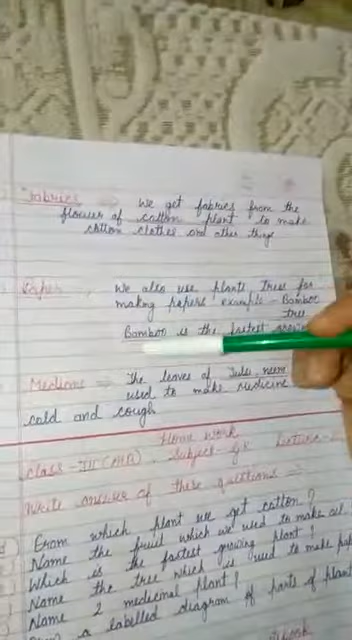 Fabrics → We get fabrics from the
flower of cotton plant to make
cotton clothes and other things
Paper → We also use plants Trees for
making papers example - Bamboo
tree
Bamboo is the fastest
Medicine → The leaves of Tulsi, neem
used to make medicine
cold and cough
Home work
Class - III (MA). Subject - GK
Write answer of these questions :-
From which plant we get cotton?
Name the fruit which we used to make oil
Which is the fastest growing plant?
Name the tree which is used to make
Name 2 medicinal plant?
a labelled diagram of parts of plant